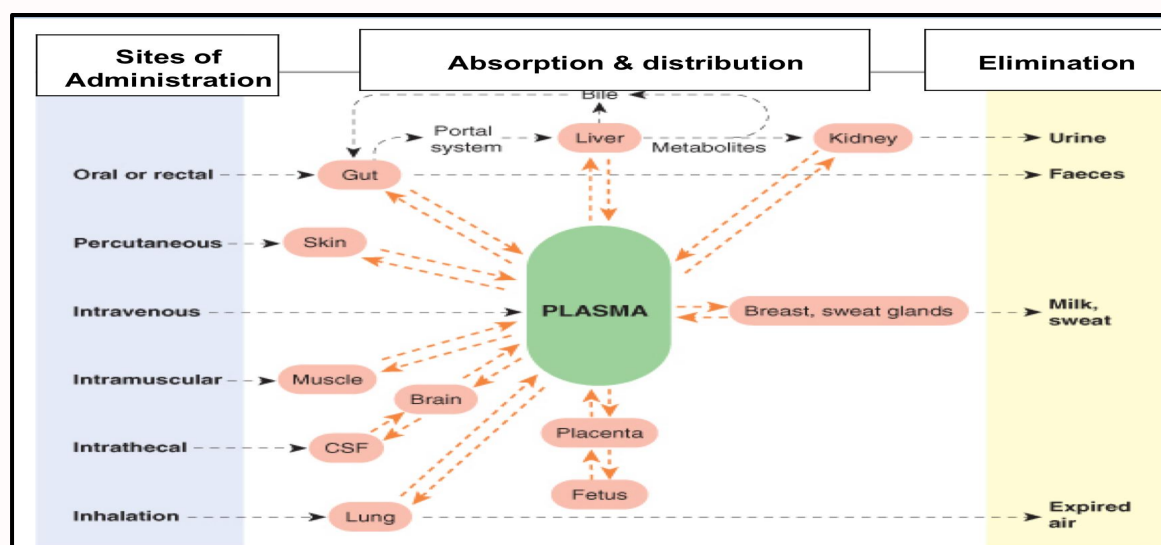 Sites of
Administration
Absorption & distribution
Elimination
Bile
Portal
system
Liver
Metabolites
Kidney
Urine
Oral or rectal
Gut
Faeces
Percutaneous
Skin
Intravenous
PLASMA
Breast, sweat glands
Milk,
sweat
Intramuscular
Muscle
Brain
Placenta
Intrathecal
CSF
Fetus
Inhalation
Lung
Expired
air